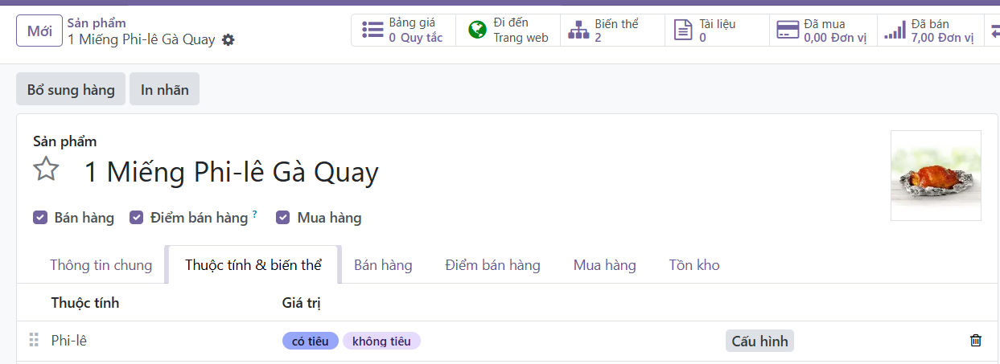 Mới
Sản phẩm
1 Miếng Phi-lê Gà Quay
Bảng giá
0 Quy tắc
Đi đến
Trang web
Biến thể
2
Tài liệu
0
Đã mua
0,00 Đơn vị
Đã bán
7,00 Đơn vị
Bổ sung hàng
In nhãn
Sản phẩm
1 Miếng Phi-lê Gà Quay
Bán hàng
Điểm bán hàng ?
Mua hàng
Thông tin chung
Thuộc tính & biến thể
Bán hàng
Điểm bán hàng
Mua hàng
Tồn kho
Thuộc tính
Giá trị
Phi-lê
có tiêu
không tiêu
Cấu hình